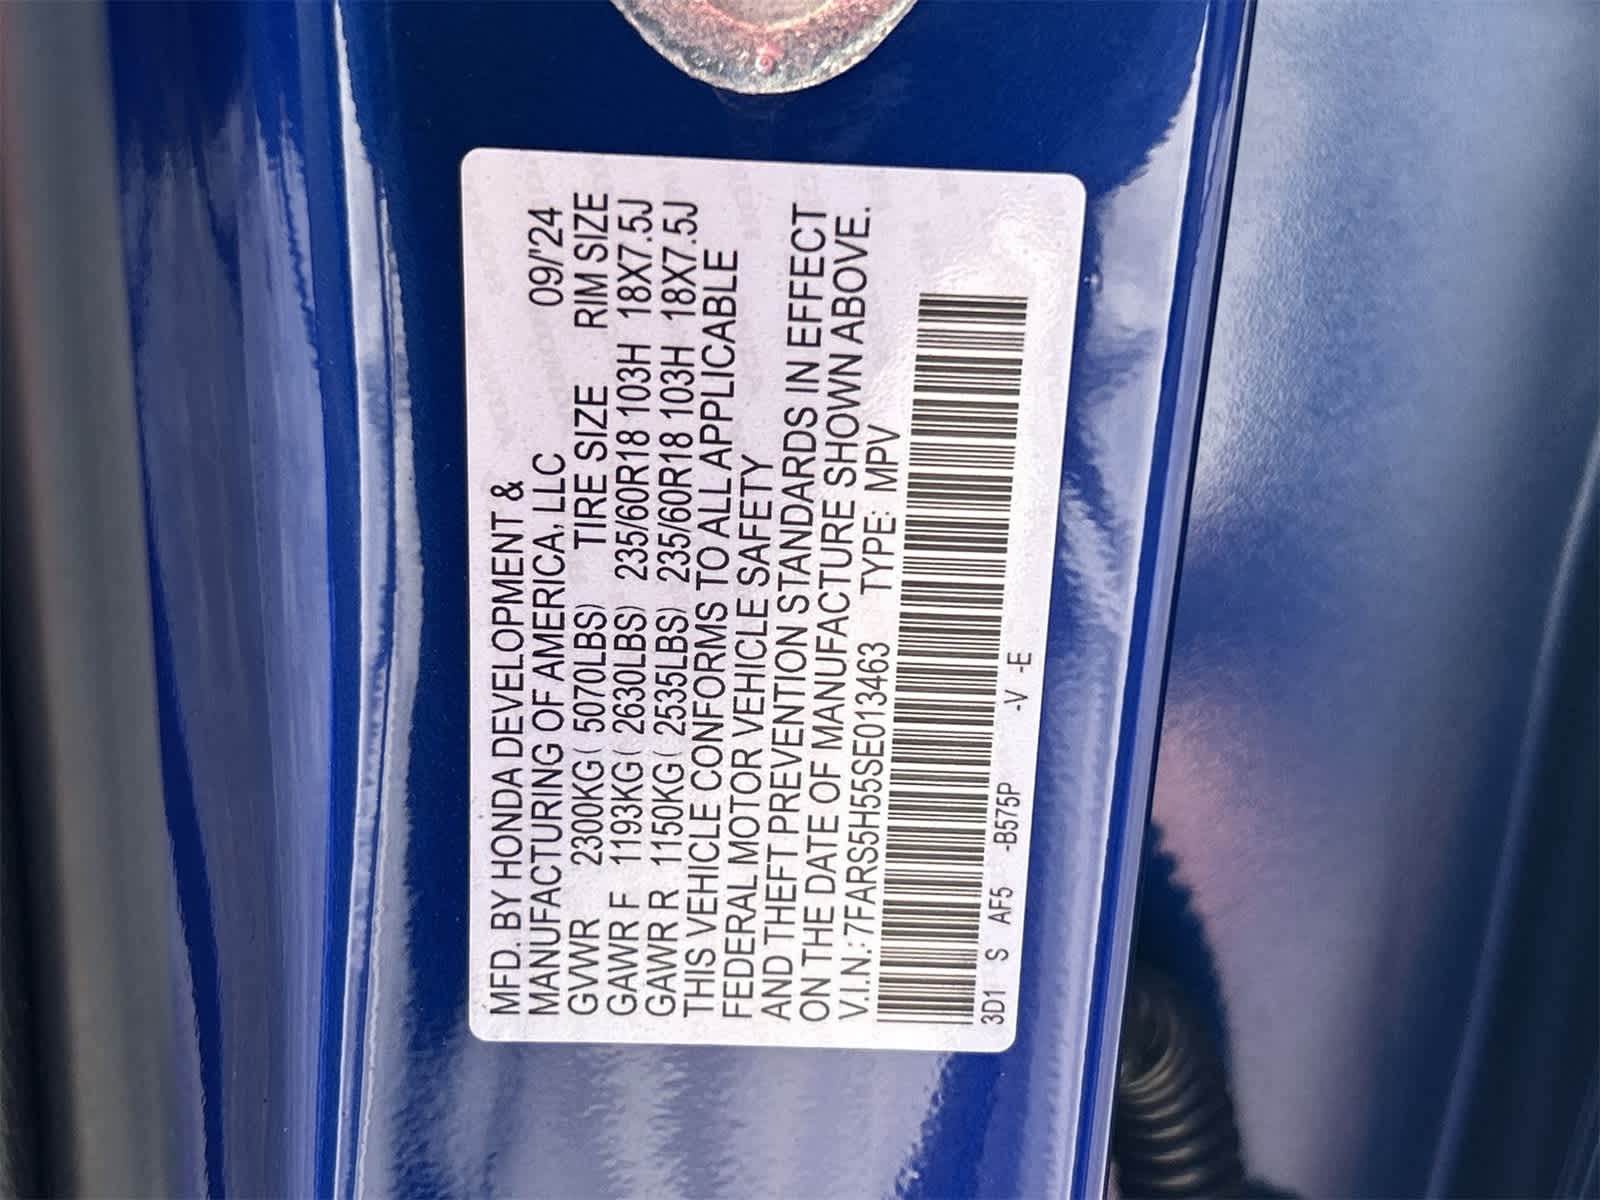 MFD. BY HONDA DEVELOPMENT &
MANUFACTURING OF AMERICA, LLC 09/"24
GVWR 2300KG( 5070LBS) TIRE SIZE RIM SIZE
GAWR F 1193KG( 2630LBS) 235/60R18 103H 18X7.5J
GAWR R 1150KG( 2535LBS) 235/60R18 103H 18X7.5J
THIS VEHICLE CONFORMS TO ALL APPLICABLE
FEDERAL MOTOR VEHICLE SAFETY
AND THEFT PREVENTION STANDARDS IN EFFECT
ON THE DATE OF MANUFACTURE SHOWN ABOVE.
V.I.N.:7FARS5H55SE013463 TYPE: MPV
3D1 S AF5 -B575P -V -E